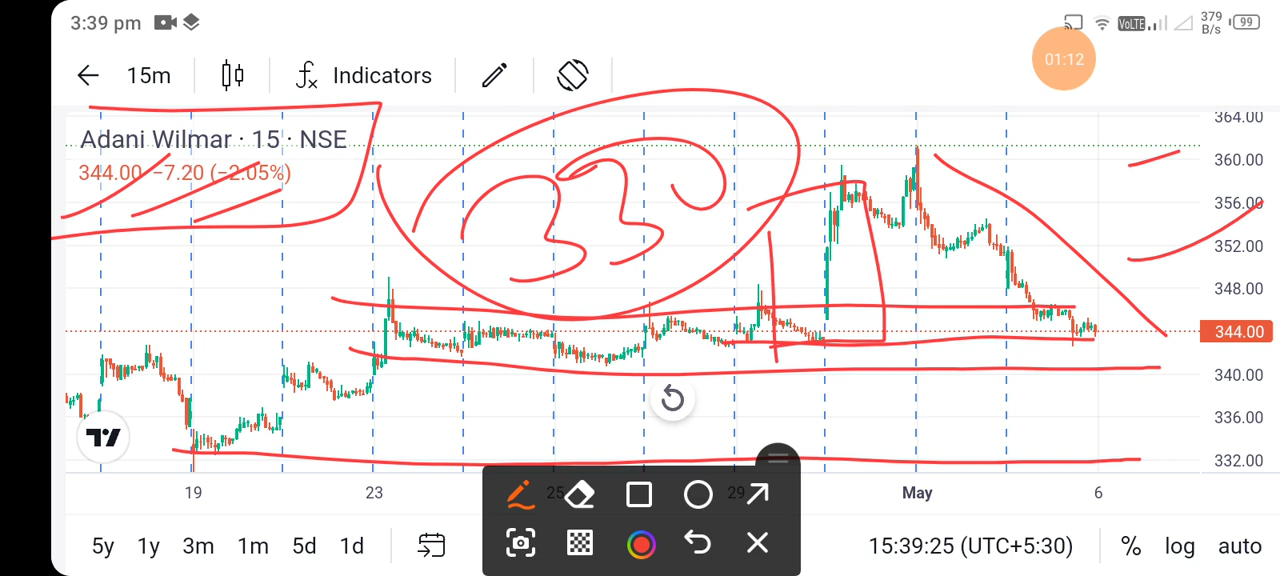 3:39 pm VoLTE 379 B/s 99
01:12
15m fx Indicators
Adani Wilmar · 15 · NSE
344.00 −7.20 (−2.05%)
364.00
360.00
356.00
352.00
348.00
344.00
340.00
336.00
332.00
19 23 25 29 May 6
5y 1y 3m 1m 5d 1d 15:39:25 (UTC+5:30) % log auto